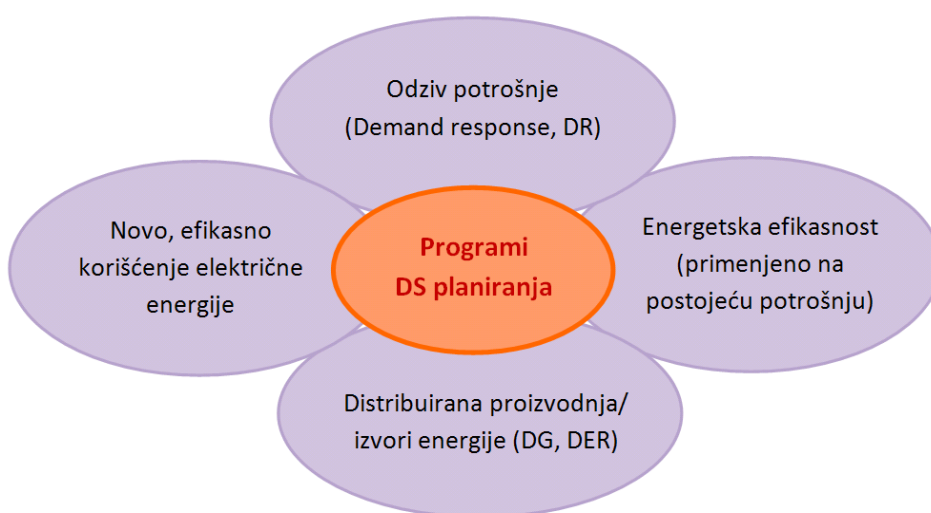 Odziv potrošnje
(Demand response, DR)
Novo, efikasno
korišćenje električne
energije
Programi
DS planiranja
Energetska efikasnost
(primenjeno na
postojeću potrošnju)
Distribuirana proizvodnja/
izvori energije (DG, DER)